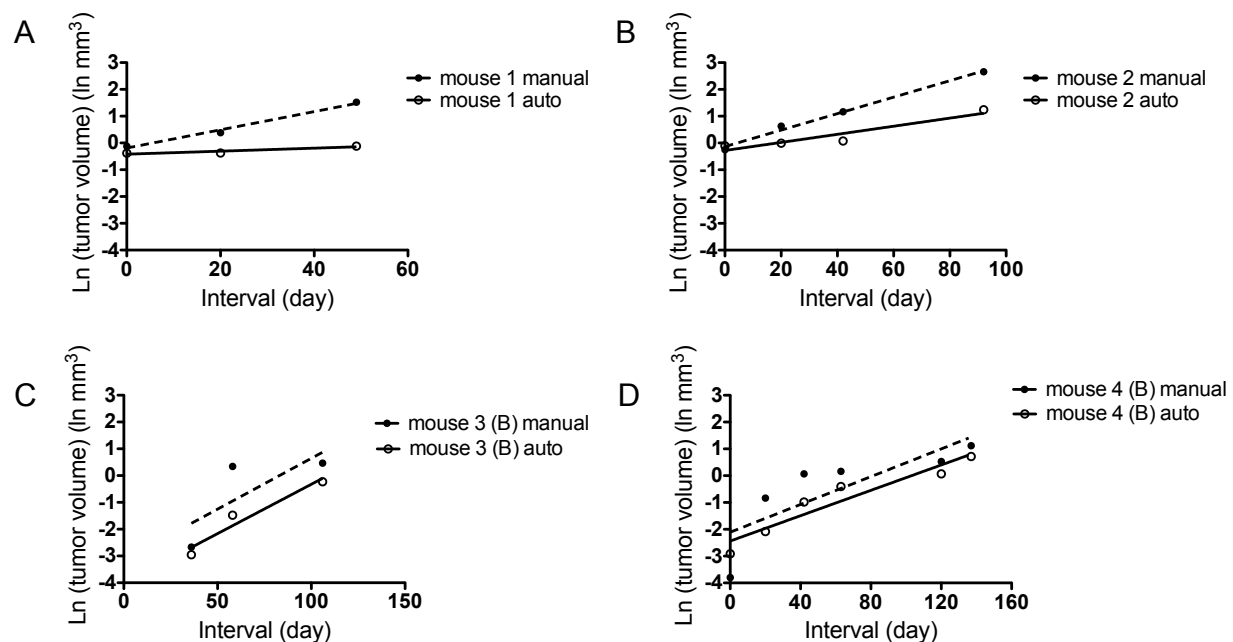 A
Ln (tumor volume) (ln mm³)
3
2
1
0
-1
-2
-3
-4
0
20
40
60
Interval (day)
mouse 1 manual
mouse 1 auto
B
Ln (tumor volume) (ln mm³)
3
2
1
0
-1
-2
-3
-4
0
20
40
60
80
100
Interval (day)
mouse 2 manual
mouse 2 auto
C
Ln (tumor volume) (ln mm³)
3
2
1
0
-1
-2
-3
-4
0
50
100
150
Interval (day)
mouse 3 (B) manual
mouse 3 (B) auto
D
Ln (tumor volume) (ln mm³)
3
2
1
0
-1
-2
-3
-4
0
40
80
120
160
Interval (day)
mouse 4 (B) manual
mouse 4 (B) auto